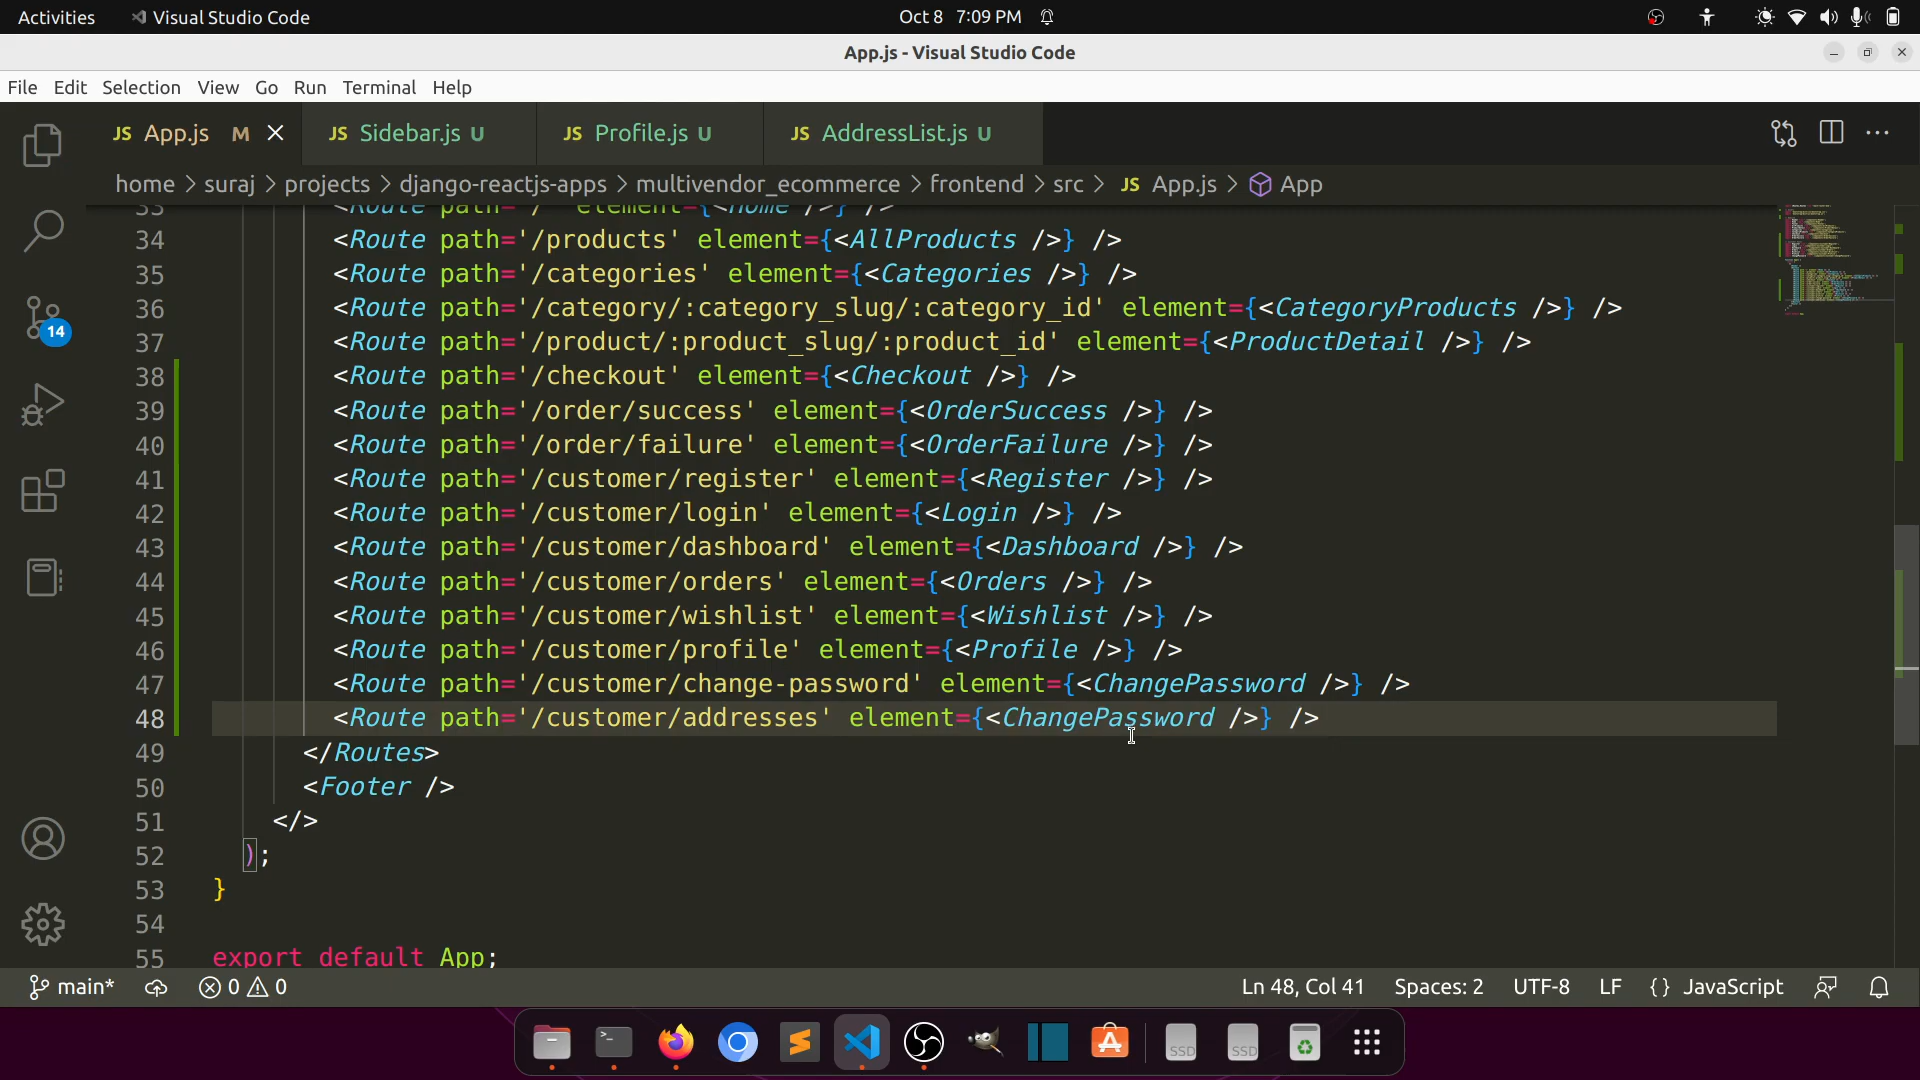 Activities
Visual Studio Code
Oct 8 7:09 PM
App.js - Visual Studio Code
File Edit Selection View Go Run Terminal Help
JS App.js M
JS Sidebar.js U
JS Profile.js U
JS AddressList.js U
home > suraj > projects > django-reactjs-apps > multivendor_ecommerce > frontend > src > JS App.js > App
33 <Route path='/' element={<Home />} />
34 <Route path='/products' element={<AllProducts />} />
35 <Route path='/categories' element={<Categories />} />
36 <Route path='/category/:category_slug/:category_id' element={<CategoryProducts />} />
37 <Route path='/product/:product_slug/:product_id' element={<ProductDetail />} />
38 <Route path='/checkout' element={<Checkout />} />
39 <Route path='/order/success' element={<OrderSuccess />} />
40 <Route path='/order/failure' element={<OrderFailure />} />
41 <Route path='/customer/register' element={<Register />} />
42 <Route path='/customer/login' element={<Login />} />
43 <Route path='/customer/dashboard' element={<Dashboard />} />
44 <Route path='/customer/orders' element={<Orders />} />
45 <Route path='/customer/wishlist' element={<Wishlist />} />
46 <Route path='/customer/profile' element={<Profile />} />
47 <Route path='/customer/change-password' element={<ChangePassword />} />
48 <Route path='/customer/addresses' element={<ChangePassword />} />
49 </Routes>
50 <Footer />
51 </>
52 );
53 }
54
55 export default App;
14
main* 0 0
Ln 48, Col 41 Spaces: 2 UTF-8 LF {} JavaScript
SSD SSD